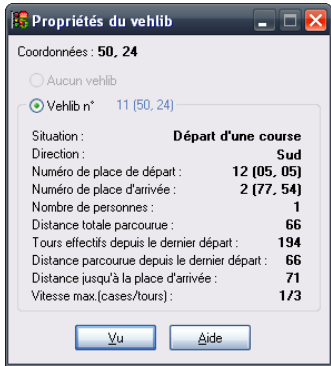 Propriétés du vehlib
Coordonnées : 50, 24
Aucun vehlib
Vehlib n° 11 (50, 24)
Situation : Départ d'une course
Direction : Sud
Numéro de place de départ : 12 (05, 05)
Numéro de place d'arrivée : 2 (77, 54)
Nombre de personnes : 1
Distance totale parcourue : 66
Tours effectifs depuis le dernier départ : 194
Distance parcourue depuis le dernier départ : 66
Distance jusqu'à la place d'arrivée : 71
Vitesse max.(cases/tours) : 1/3
Vu Aide